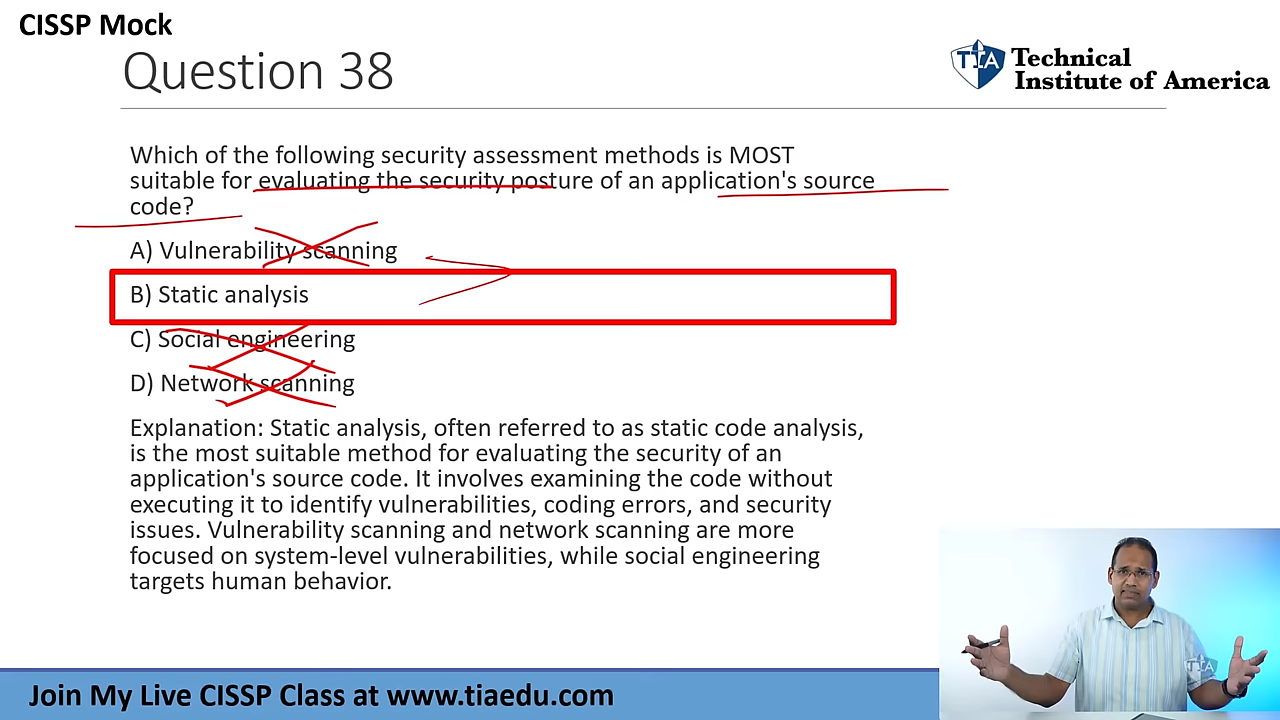 CISSP Mock
Question 38
TIA
Technical
Institute of America
Which of the following security assessment methods is MOST
suitable for evaluating the security posture of an application's source
code?
A) Vulnerability scanning
B) Static analysis
C) Social engineering
D) Network scanning
Explanation: Static analysis, often referred to as static code analysis,
is the most suitable method for evaluating the security of an
application's source code. It involves examining the code without
executing it to identify vulnerabilities, coding errors, and security
issues. Vulnerability scanning and network scanning are more
focused on system-level vulnerabilities, while social engineering
targets human behavior.
TIA
Join My Live CISSP Class at www.tiaedu.com